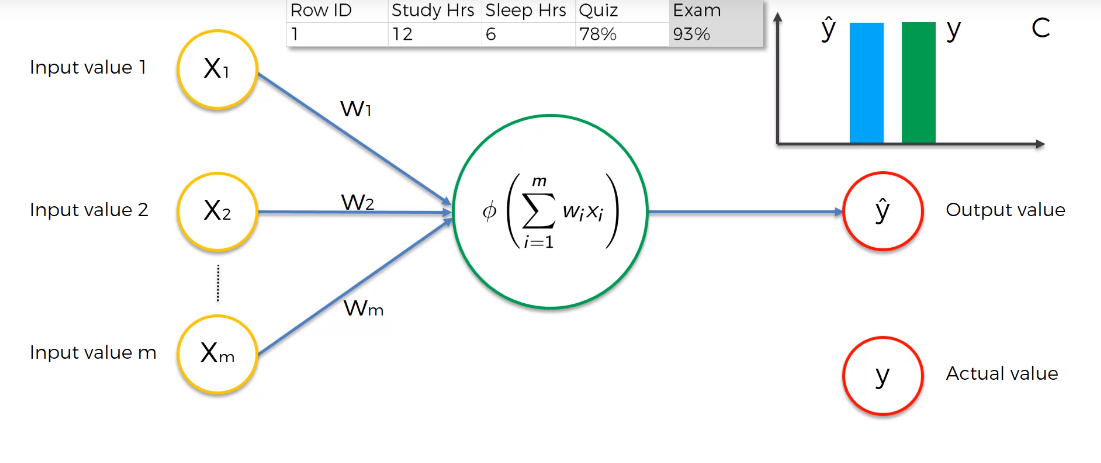 Row ID Study Hrs Sleep Hrs Quiz Exam
1 12 6 78% 93%
ŷ y C
Input value 1 X1
W1
Input value 2 X2
W2
ϕ ( m ∑ i=1 wixi )
ŷ Output value
Wm
Input value m Xm
y Actual value